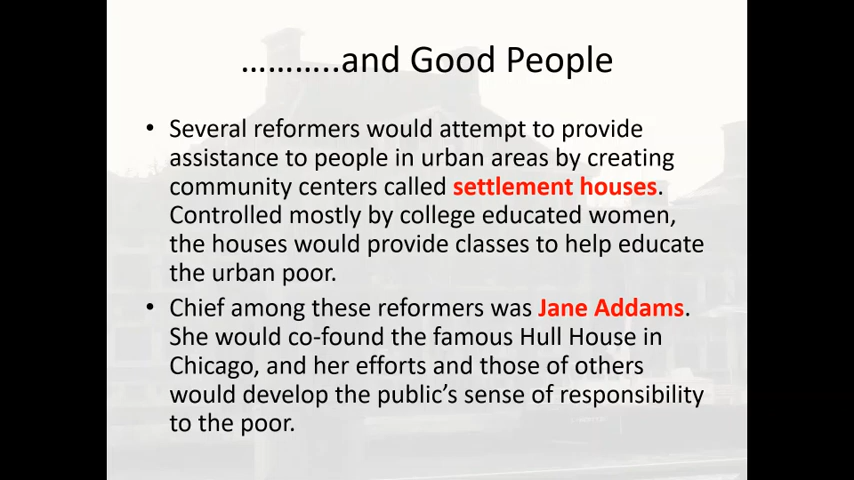 ………..and Good People
• Several reformers would attempt to provide
assistance to people in urban areas by creating
community centers called settlement houses.
Controlled mostly by college educated women,
the houses would provide classes to help educate
the urban poor.
• Chief among these reformers was Jane Addams.
She would co-found the famous Hull House in
Chicago, and her efforts and those of others
would develop the public’s sense of responsibility
to the poor.